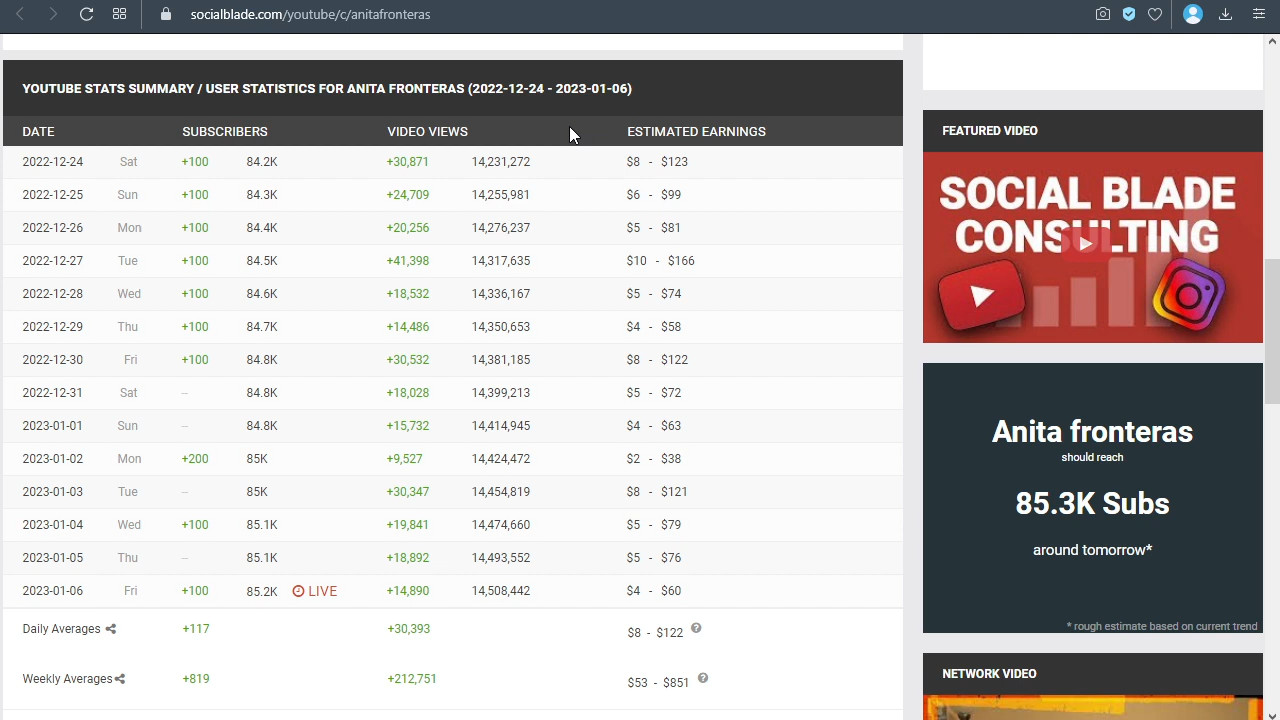 socialblade.com/youtube/c/anitafronteras
YOUTUBE STATS SUMMARY / USER STATISTICS FOR ANITA FRONTERAS (2022-12-24 - 2023-01-06)
DATE SUBSCRIBERS VIDEO VIEWS ESTIMATED EARNINGS
2022-12-24 Sat +100 84.2K +30,871 14,231,272 $8 - $123
2022-12-25 Sun +100 84.3K +24,709 14,255,981 $6 - $99
2022-12-26 Mon +100 84.4K +20,256 14,276,237 $5 - $81
2022-12-27 Tue +100 84.5K +41,398 14,317,635 $10 - $166
2022-12-28 Wed +100 84.6K +18,532 14,336,167 $5 - $74
2022-12-29 Thu +100 84.7K +14,486 14,350,653 $4 - $58
2022-12-30 Fri +100 84.8K +30,532 14,381,185 $8 - $122
2022-12-31 Sat -- 84.8K +18,028 14,399,213 $5 - $72
2023-01-01 Sun -- 84.8K +15,732 14,414,945 $4 - $63
2023-01-02 Mon +200 85K +9,527 14,424,472 $2 - $38
2023-01-03 Tue -- 85K +30,347 14,454,819 $8 - $121
2023-01-04 Wed +100 85.1K +19,841 14,474,660 $5 - $79
2023-01-05 Thu -- 85.1K +18,892 14,493,552 $5 - $76
2023-01-06 Fri +100 85.2K LIVE +14,890 14,508,442 $4 - $60
Daily Averages +117 +30,393 $8 - $122 ?
Weekly Averages +819 +212,751 $53 - $851 ?
FEATURED VIDEO
SOCIAL BLADE
CONSULTING
Anita fronteras
should reach
85.3K Subs
around tomorrow*
* rough estimate based on current trend
NETWORK VIDEO